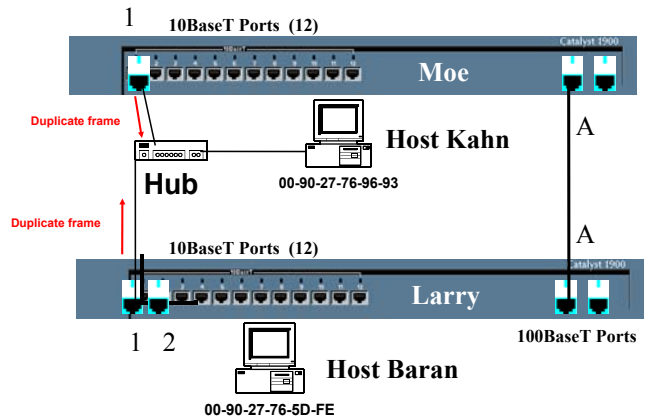 1
10BaseT Ports (12)
Catalyst 1900
10BaseT
Moe
Duplicate frame
Host Kahn
A
Hub
00-90-27-76-96-93
Duplicate frame
A
10BaseT Ports (12)
Catalyst 1900
10BaseT
Larry
1 2
100BaseT Ports
Host Baran
00-90-27-76-5D-FE